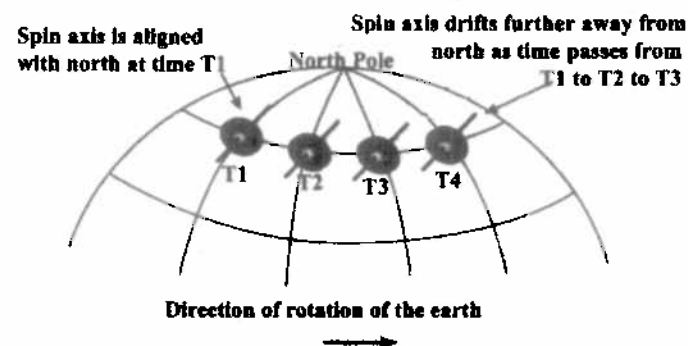 Spin axis is aligned
with north at time T1
North Pole
Spin axis drifts further away from
north as time passes from
T1 to T2 to T3
T1
T2
T3
T4
Direction of rotation of the earth